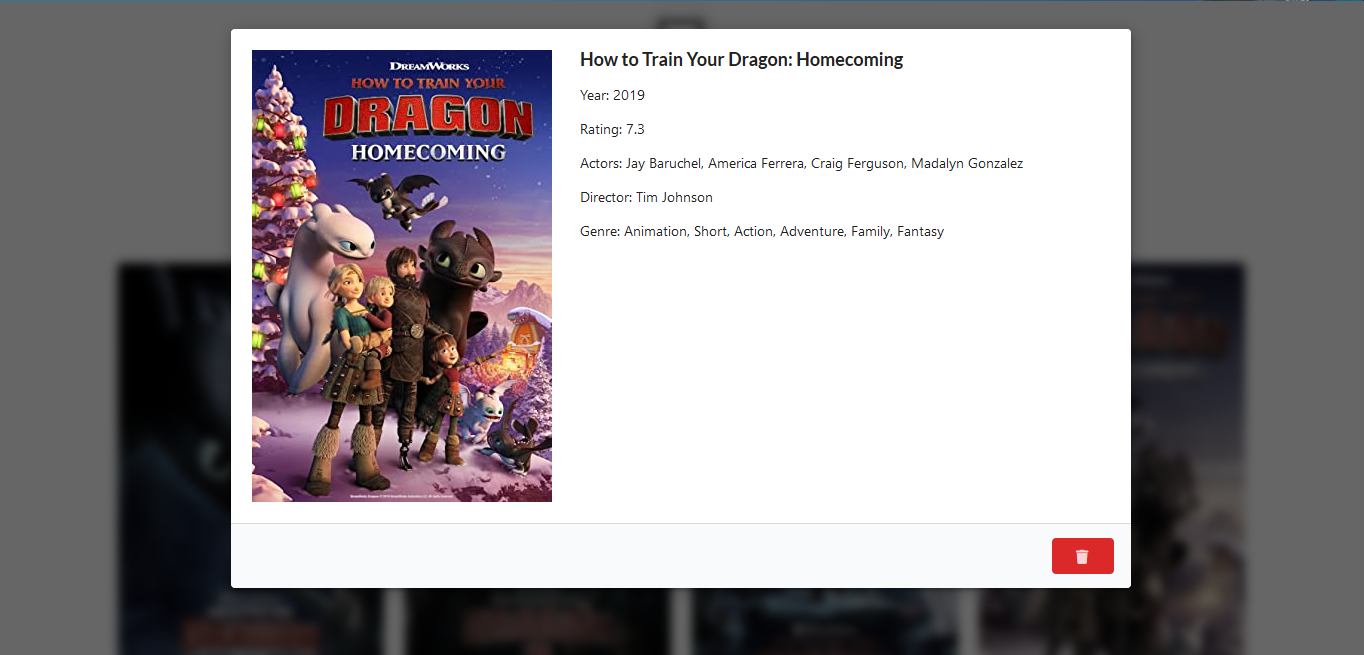 DREAMWORKS
HOW TO TRAIN YOUR
DRAGON
HOMECOMING
How to Train Your Dragon: Homecoming
Year: 2019
Rating: 7.3
Actors: Jay Baruchel, America Ferrera, Craig Ferguson, Madalyn Gonzalez
Director: Tim Johnson
Genre: Animation, Short, Action, Adventure, Family, Fantasy